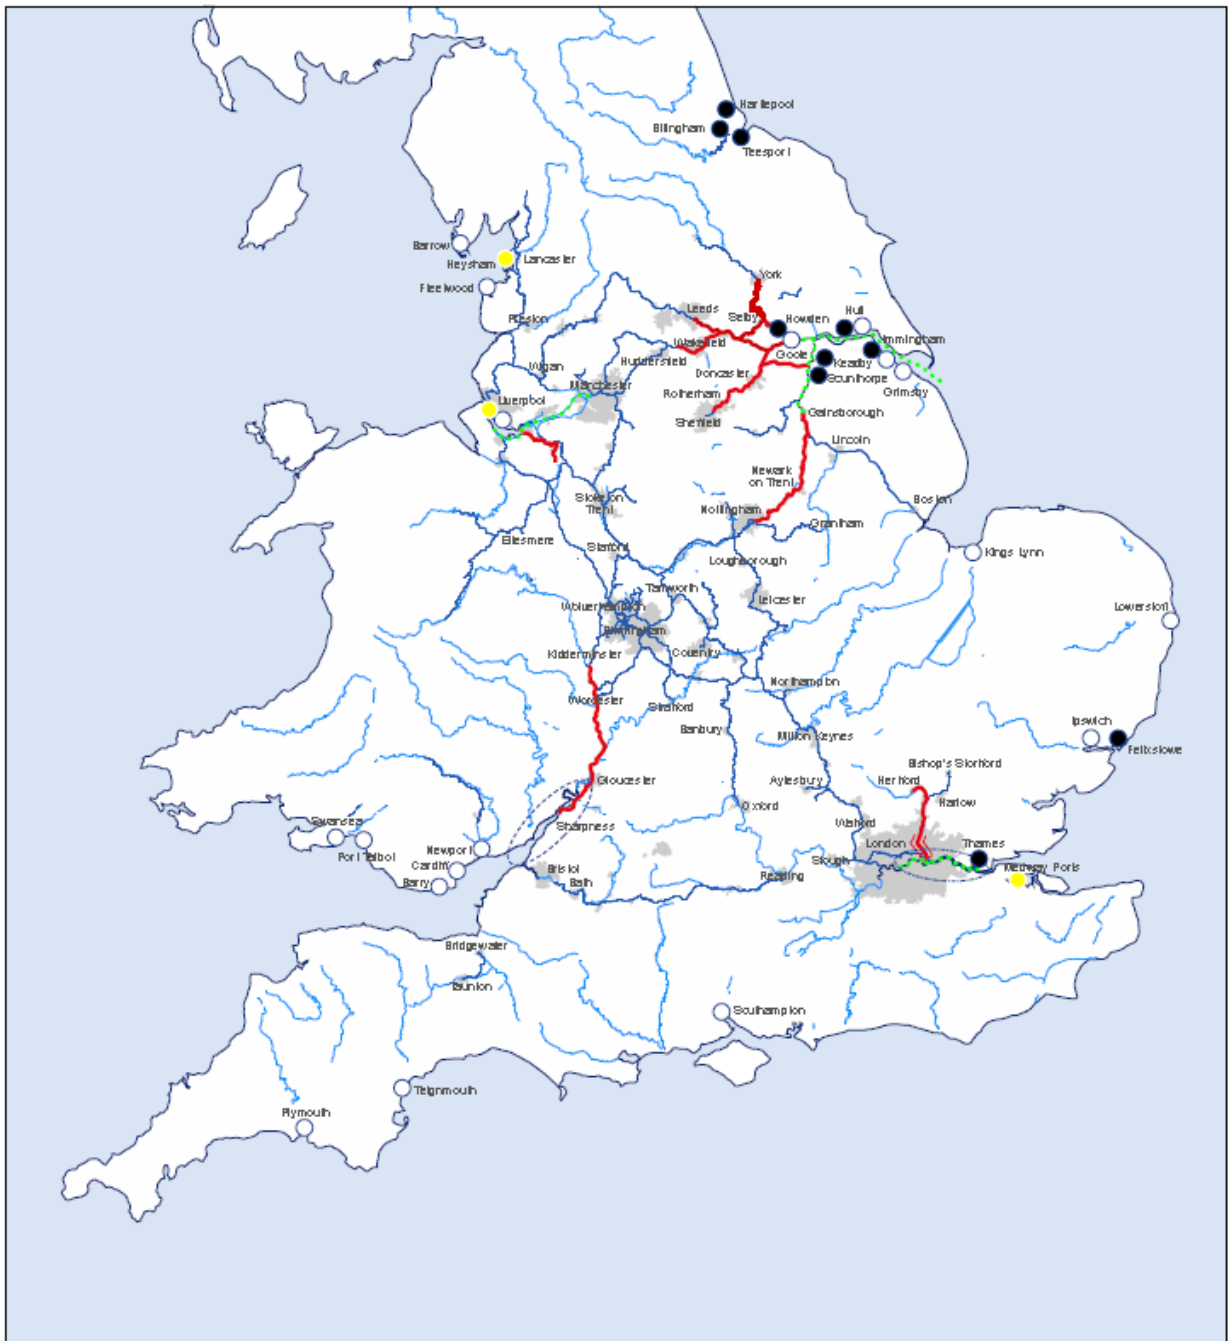 Hartlepool
Billingham
Teesport
Barrow
Heysham
Lancaster
Fleetwood
York
Leeds
Selby
Howden
Hull
Preston
Immingham
Wakefield
Goole
Keadby
Huddersfield
Wigan
Doncaster
Scunthorpe
Manchester
Grimsby
Rotherham
Liverpool
Gainsborough
Sheffield
Lincoln
Newark
on Trent
Stoke on
Trent
Boston
Nottingham
Grantham
Ellesmere
Stafford
Kings Lynn
Loughborough
Tamworth
Leicester
Wolverhampton
Lowerstoft
Birmingham
Kidderminster
Coventry
Northampton
Worcester
Stratford
Banbury
Milton Keynes
Ipswich
Felixstowe
Bishop's Stortford
Gloucester
Aylesbury
Hertford
Harlow
Oxford
Swansea
Sharpness
Watford
London
Thames
Port Talbot
Newport
Cardiff
Slough
Bristol
Medway Ports
Barry
Bath
Reading
Bridgewater
Taunton
Southampton
Teignmouth
Plymouth